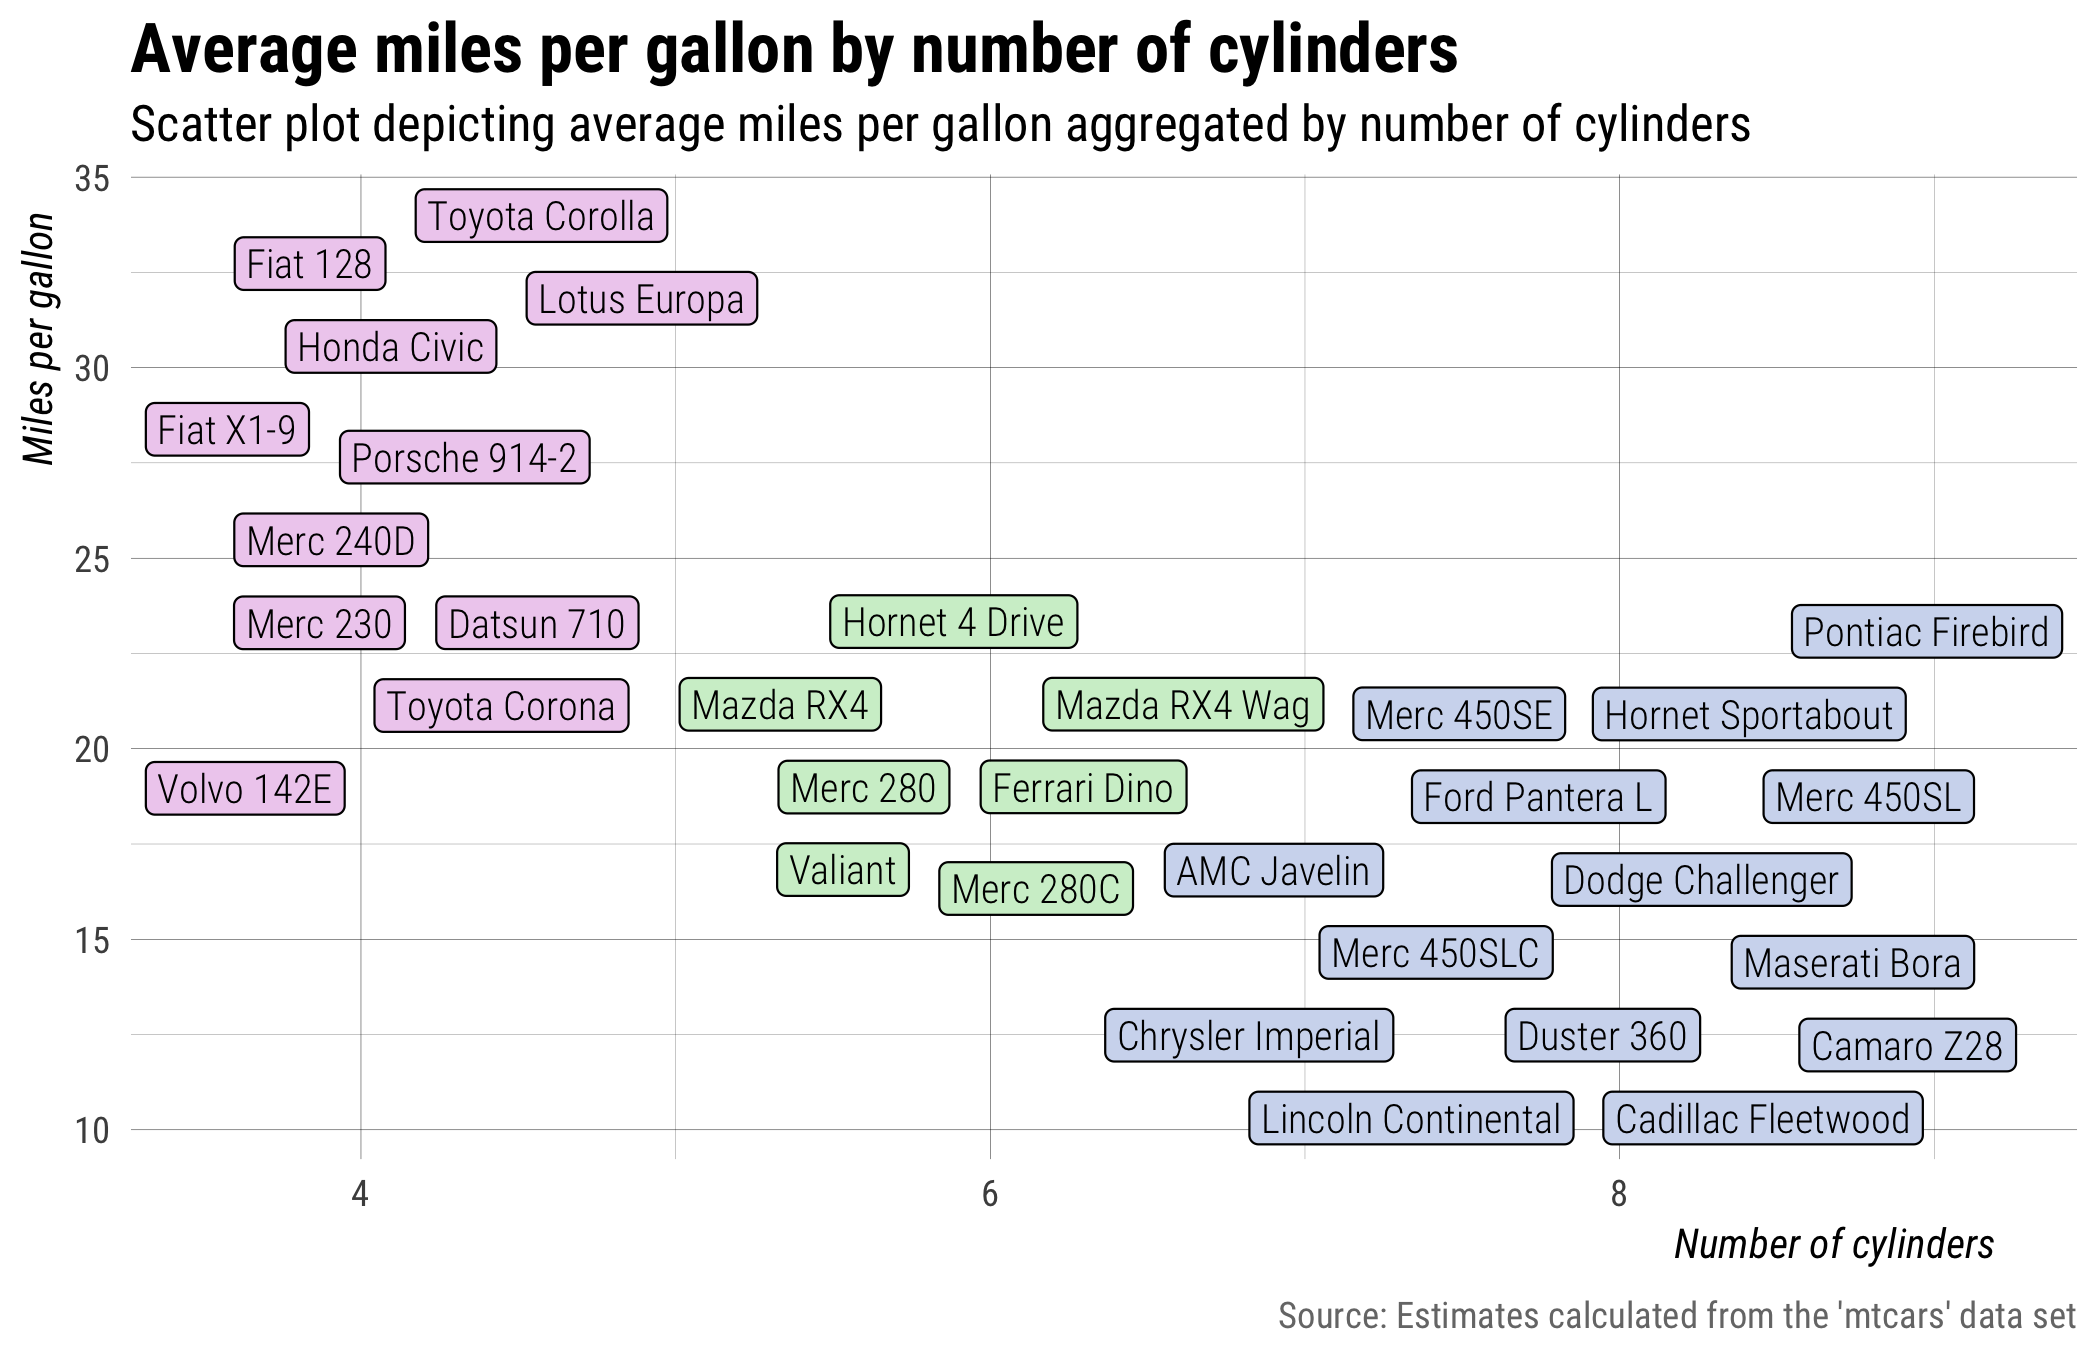 Average miles per gallon by number of cylinders
Scatter plot depicting average miles per gallon aggregated by number of cylinders
Miles per gallon
35
30
25
20
15
10
Toyota Corolla
Fiat 128
Lotus Europa
Honda Civic
Fiat X1-9
Porsche 914-2
Merc 240D
Merc 230
Datsun 710
Hornet 4 Drive
Pontiac Firebird
Toyota Corona
Mazda RX4
Mazda RX4 Wag
Merc 450SE
Hornet Sportabout
Volvo 142E
Merc 280
Ferrari Dino
Ford Pantera L
Merc 450SL
Valiant
Merc 280C
AMC Javelin
Dodge Challenger
Merc 450SLC
Maserati Bora
Chrysler Imperial
Duster 360
Camaro Z28
Lincoln Continental
Cadillac Fleetwood
4
6
8
Number of cylinders
Source: Estimates calculated from the 'mtcars' data set